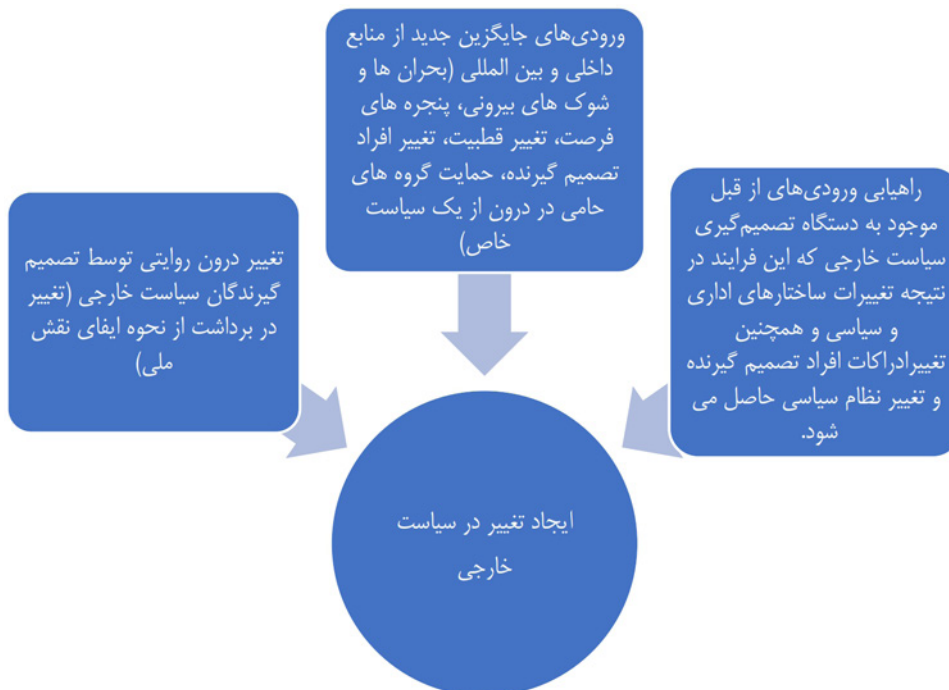 ورودی‌های جایگزین جدید از منابع
داخلی و بین المللی (بحران ها و
شوک های بیرونی، پنجره های
فرصت، تغییر قطبیت، تغییر افراد
تصمیم گیرنده، حمایت گروه های
حامی در درون از یک سیاست
خاص)
راهیابی ورودی‌های از قبل
موجود به دستگاه تصمیم‌گیری
سیاست خارجی که این فرایند در
نتیجه تغییرات ساختارهای اداری
و سیاسی و همچنین
تغییرادراکات افراد تصمیم گیرنده
و تغییر نظام سیاسی حاصل می
شود.
تغییر درون روایتی توسط تصمیم
گیرندگان سیاست خارجی (تغییر
در برداشت از نحوه ایفای نقش
ملی)
ایجاد تغییر در سیاست
خارجی